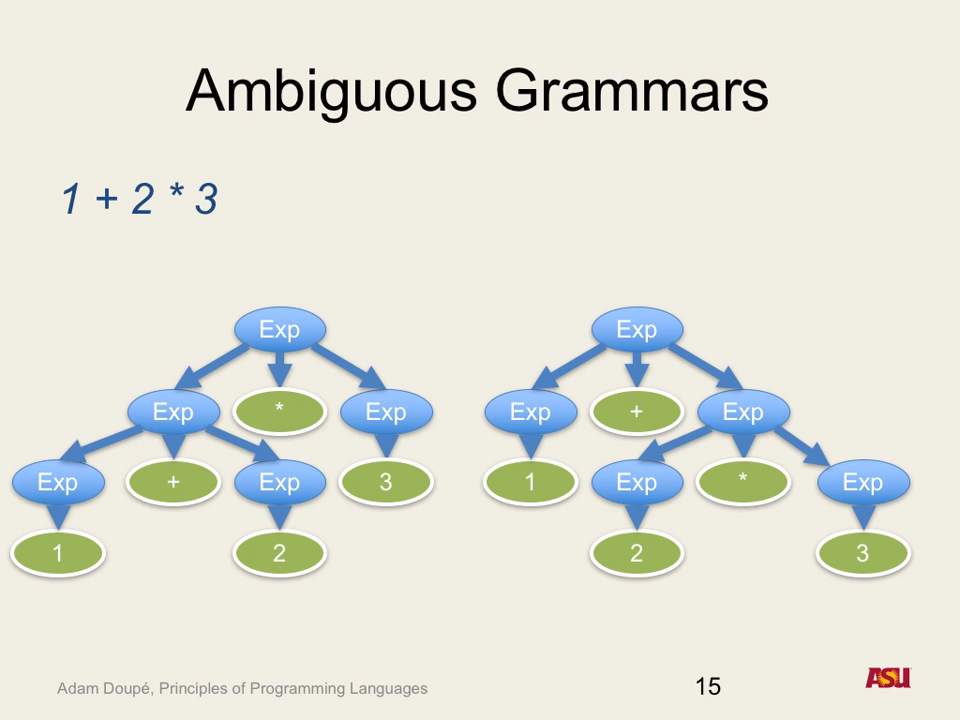 Ambiguous Grammars
1 + 2 * 3
Exp Exp
Exp * Exp Exp + Exp
Exp + Exp 3 1 Exp * Exp
1 2 2 3
Adam Doupé, Principles of Programming Languages 15 ASU